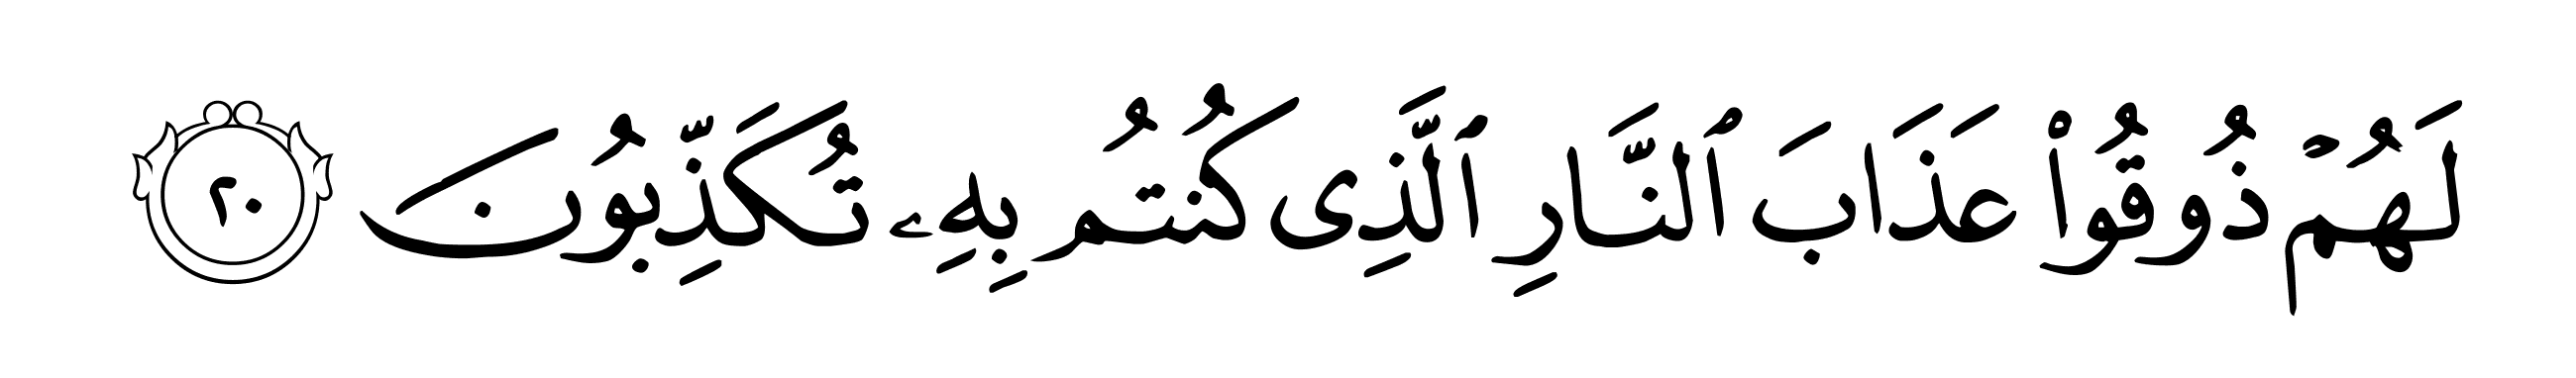 لَهُمْ ذُوقُوا۟ عَذَابَ ٱلنَّارِ ٱلَّذِى كُنتُم بِهِۦ تُكَذِّبُونَ ٢٠